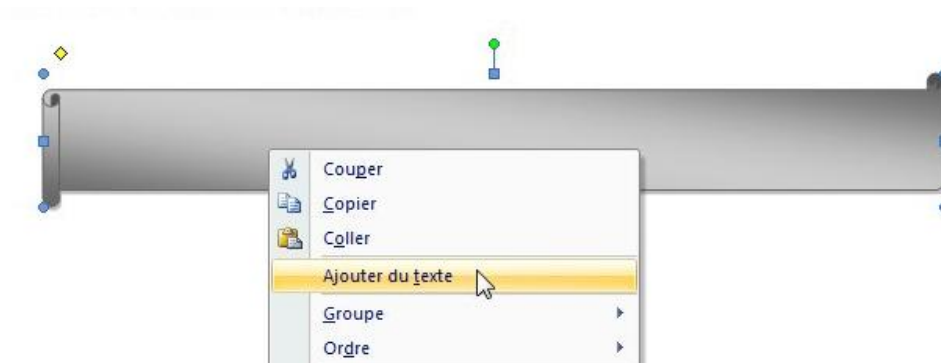 Couper
Copier
Coller
Ajouter du texte
Groupe
Ordre